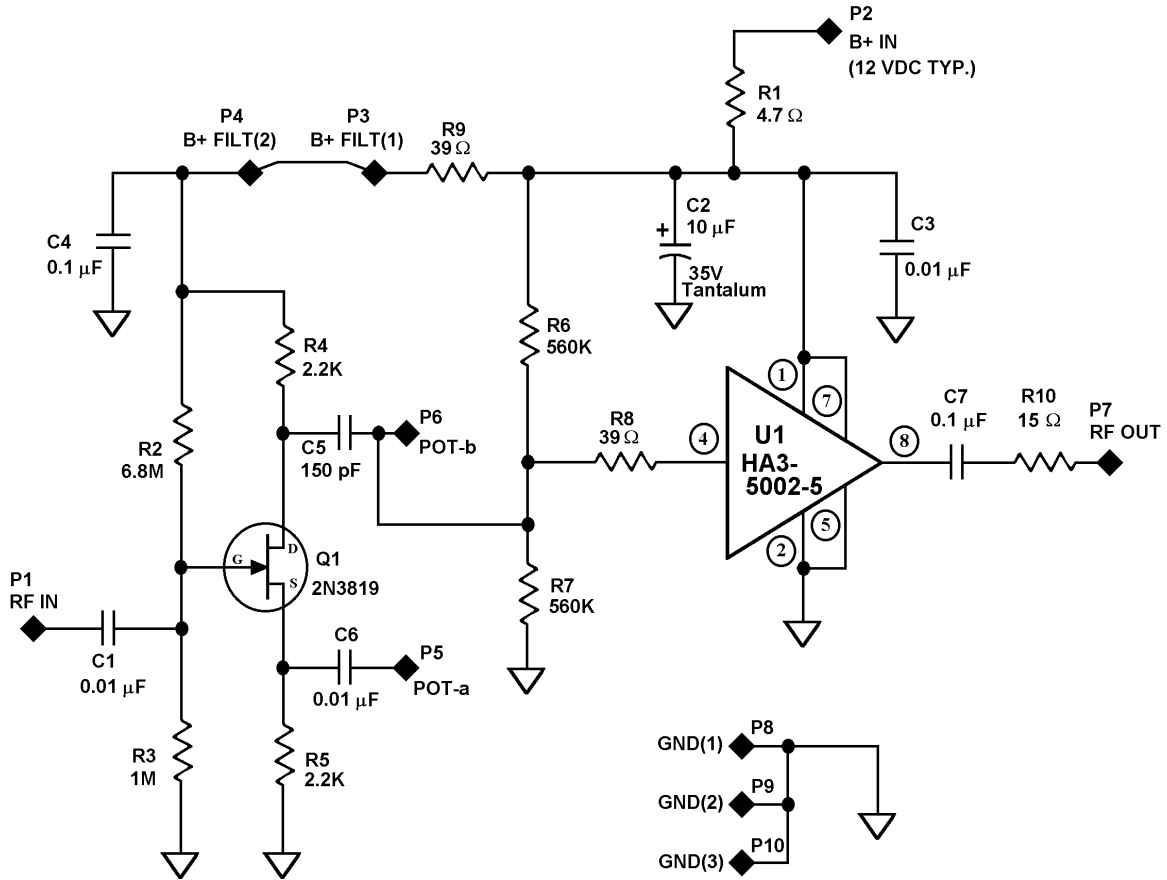 P2
B+ IN
(12 VDC TYP.)
R1
4.7 Ω
P4
B+ FILT(2)
P3
B+ FILT(1)
R9
39 Ω
C4
0.1 μF
+
C2
10 μF
35V
Tantalum
C3
0.01 μF
R4
2.2K
R6
560K
R2
6.8M
C5
150 pF
P6
POT-b
R8
39 Ω
4
1
7
U1
HA3-
5002-5
5
2
8
C7
0.1 μF
R10
15 Ω
P7
RF OUT
G
D
S
Q1
2N3819
R7
560K
P1
RF IN
C1
0.01 μF
C6
0.01 μF
P5
POT-a
R3
1M
R5
2.2K
GND(1)
P8
GND(2)
P9
GND(3)
P10